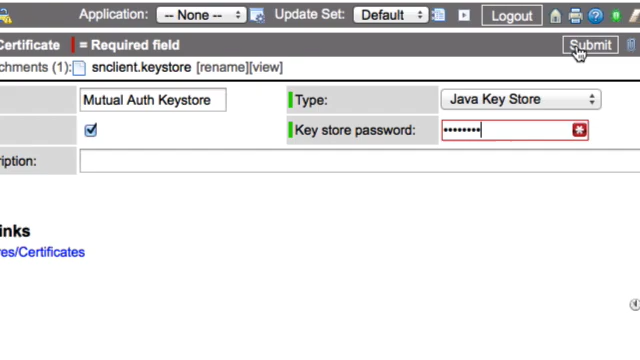 Application: -- None -- Update Set: Default Logout
Certificate = Required field Submit
chments (1): snclient.keystore [rename][view]
Mutual Auth Keystore Type: Java Key Store
Key store password: ••••••••
ription:
inks
res/Certificates